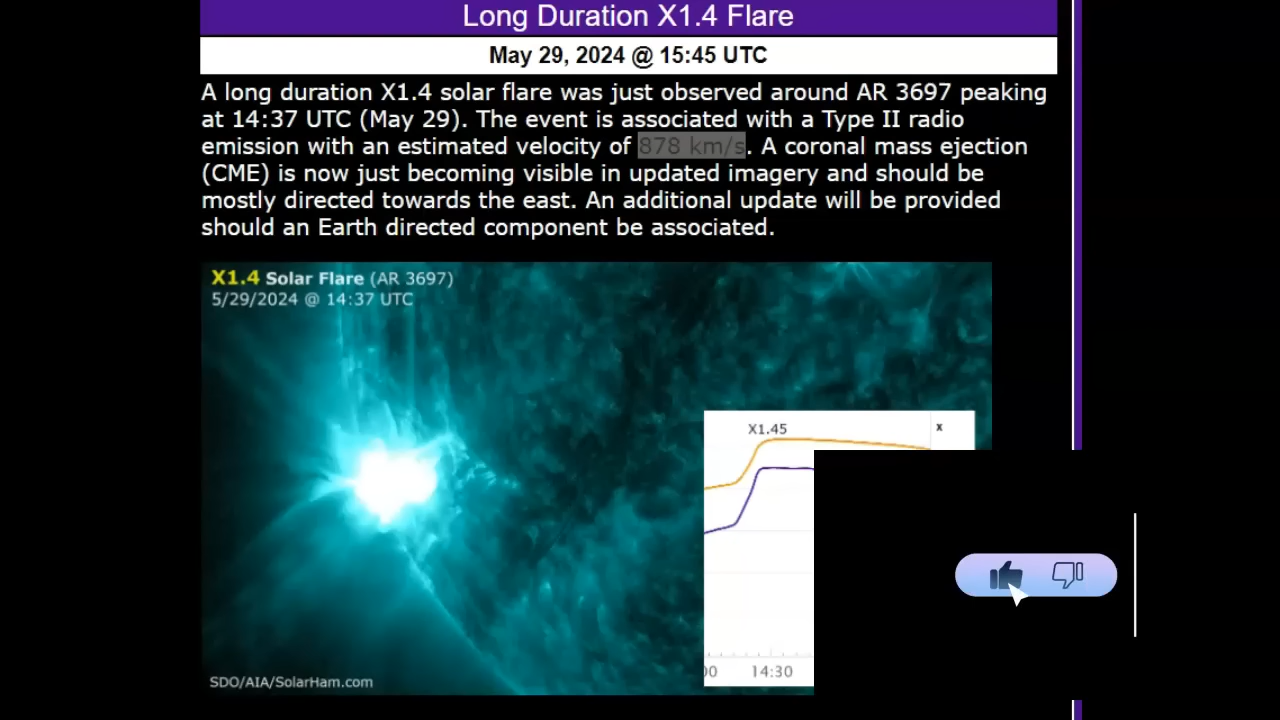 Long Duration X1.4 Flare
May 29, 2024 @ 15:45 UTC
A long duration X1.4 solar flare was just observed around AR 3697 peaking
at 14:37 UTC (May 29). The event is associated with a Type II radio
emission with an estimated velocity of 878 km/s. A coronal mass ejection
(CME) is now just becoming visible in updated imagery and should be
mostly directed towards the east. An additional update will be provided
should an Earth directed component be associated.
X1.4 Solar Flare (AR 3697)
5/29/2024 @ 14:37 UTC
X1.45
x
00 14:30
SDO/AIA/SolarHam.com